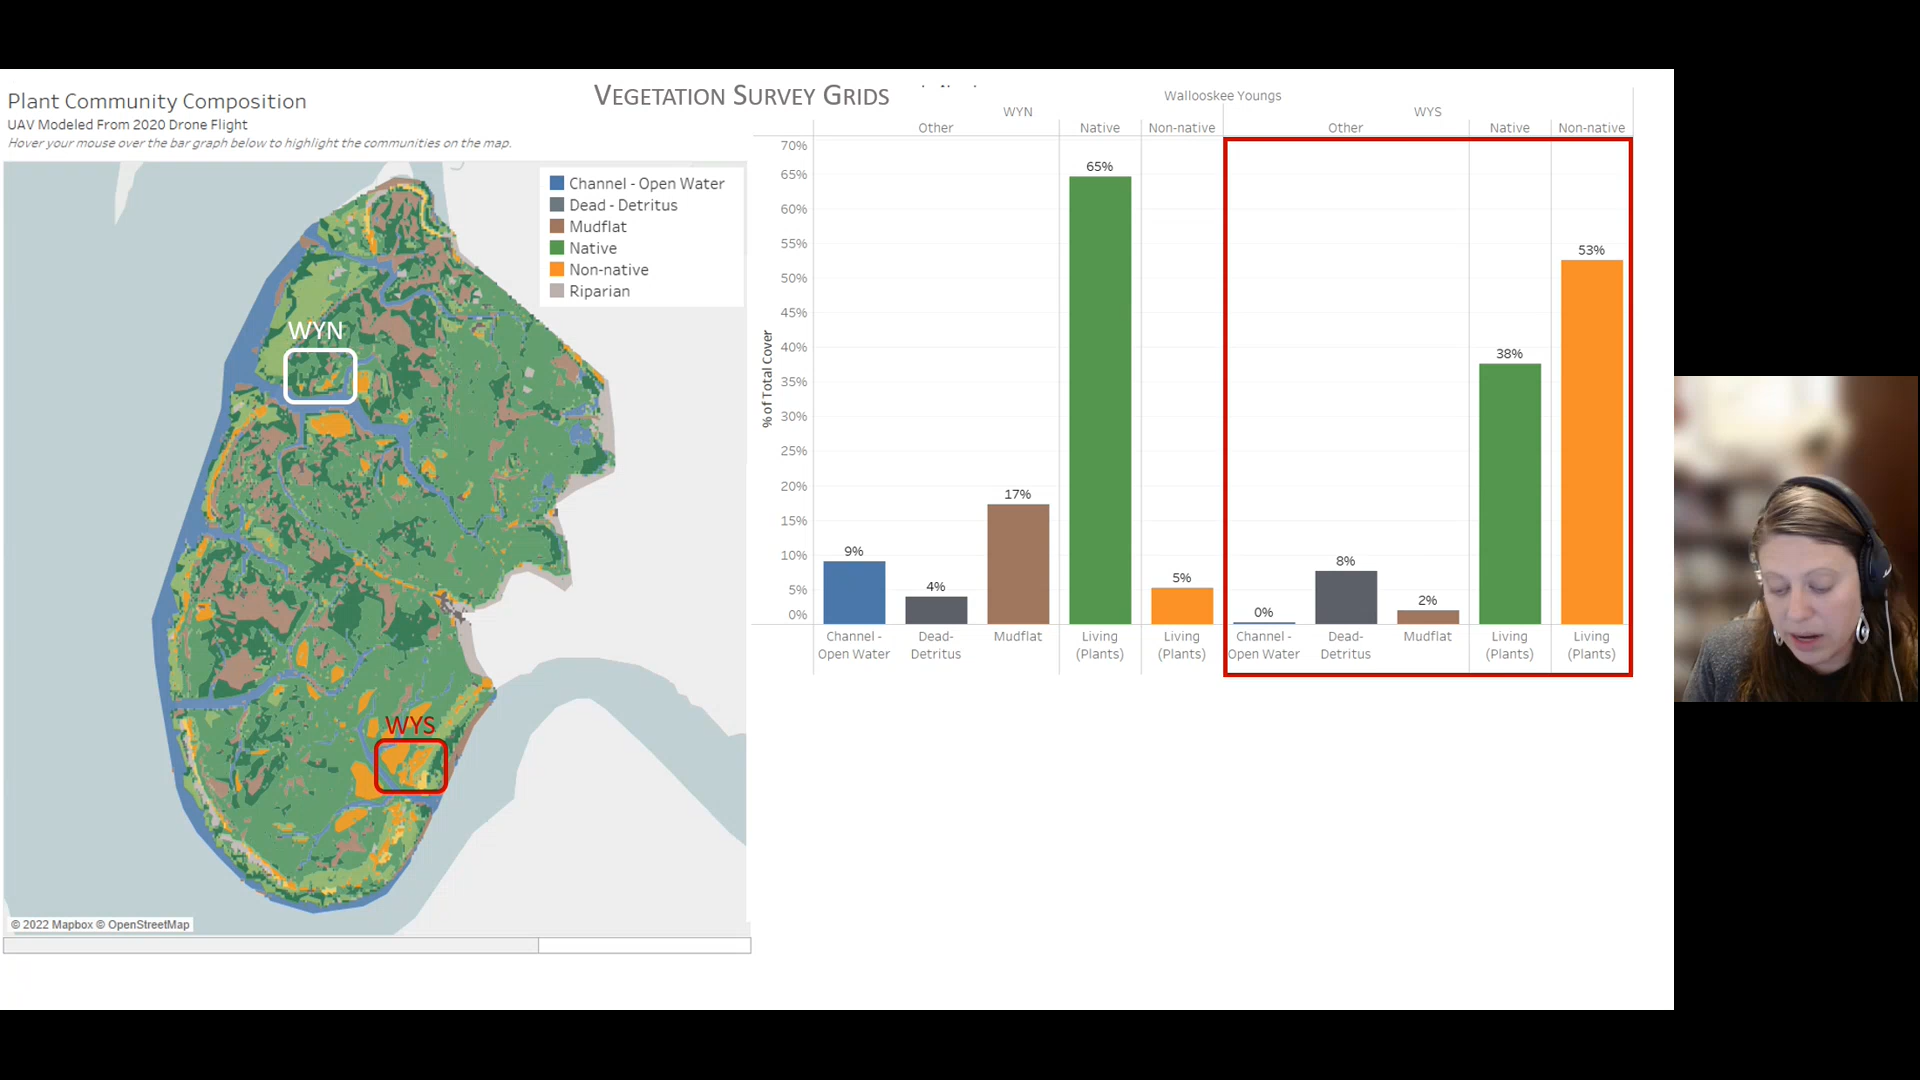 VEGETATION SURVEY GRIDS
Plant Community Composition
UAV Modeled From 2020 Drone Flight
Hover your mouse over the bar graph below to highlight the communities on the map.
Channel - Open Water
Dead - Detritus
Mudflat
Native
Non-native
Riparian
WYN
WYS
© 2022 Mapbox © OpenStreetMap
Wallooskee Youngs
WYN
WYS
Other
Native
Non-native
Other
Native
Non-native
% of Total Cover
70%
65%
60%
55%
50%
45%
40%
35%
30%
25%
20%
15%
10%
5%
0%
9%
4%
17%
65%
5%
0%
8%
2%
38%
53%
Channel -
Open Water
Dead-
Detritus
Mudflat
Living
(Plants)
Living
(Plants)
Channel -
Open Water
Dead-
Detritus
Mudflat
Living
(Plants)
Living
(Plants)